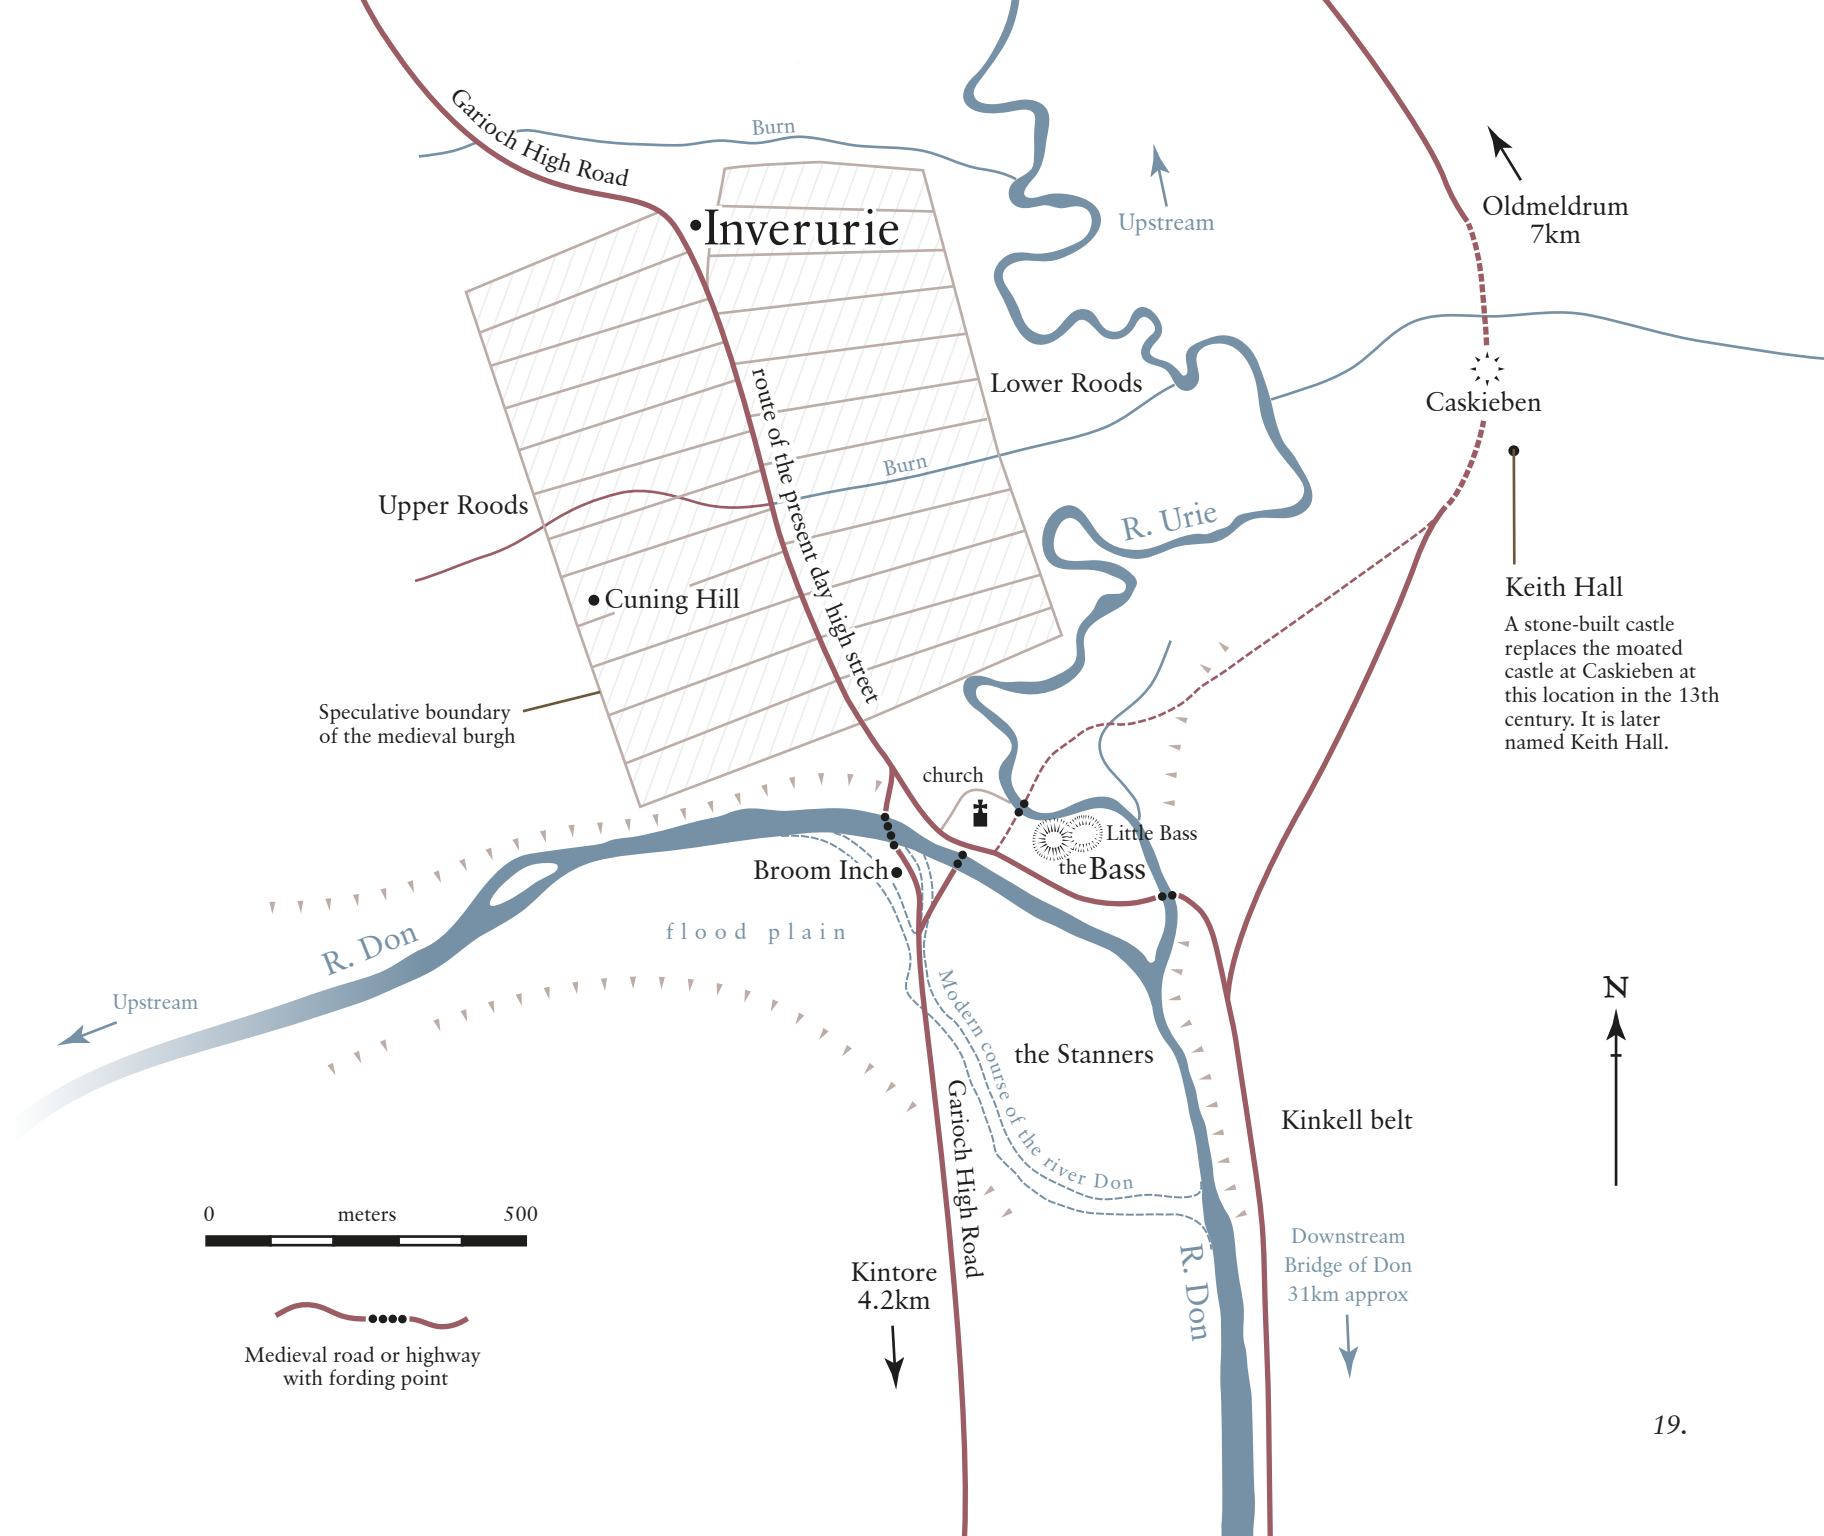 Garioch High Road
Burn
Inverurie
Upstream
Oldmeldrum
7km
Lower Roods
Caskieben
route of the present day high street
Burn
Upper Roods
R. Urie
Cuning Hill
Keith Hall
A stone-built castle
replaces the moated
castle at Caskieben at
this location in the 13th
century. It is later
named Keith Hall.
Speculative boundary
of the medieval burgh
church
Little Bass
the Bass
Broom Inch
flood plain
R. Don
Upstream
Modern course of the river Don
the Stanners
N
Kinkell belt
Garioch High Road
0 meters 500
Kintore
4.2km
R. Don
Downstream
Bridge of Don
31km approx
Medieval road or highway
with fording point
19.